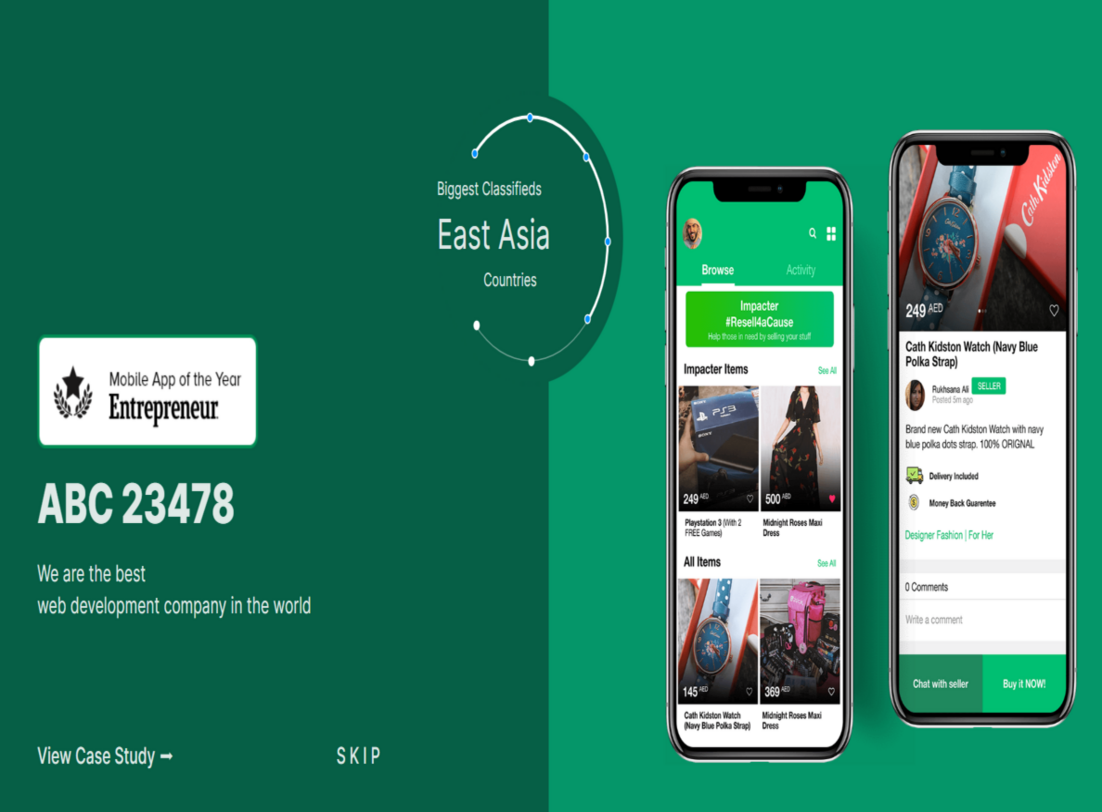 Biggest Classifieds
East Asia
Countries
Mobile App of the Year
Entrepreneur
ABC 23478
We are the best
web development company in the world
View Case Study ➞
SKIP
Browse
Activity
Impacter
#Resell4aCause
Help those in need by selling your stuff
Impacter Items
See All
SONY
PS3
SONY
249 AED
500 AED
Playstation 3 (With 2
FREE Games)
Midnight Roses Maxi
Dress
All Items
See All
145 AED
369 AED
Cath Kidston Watch
(Navy Blue Polka Strap)
Midnight Roses Maxi
Dress
Cath Kidston
249 AED
Cath Kidston Watch (Navy Blue
Polka Strap)
Rukhsana Ali
SELLER
Posted 5m ago
Brand new Cath Kidston Watch with navy
blue polka dots strap. 100% ORIGNAL
Delivery Included
Money Back Guarentee
Designer Fashion | For Her
0 Comments
Write a comment
Chat with seller
Buy it NOW!